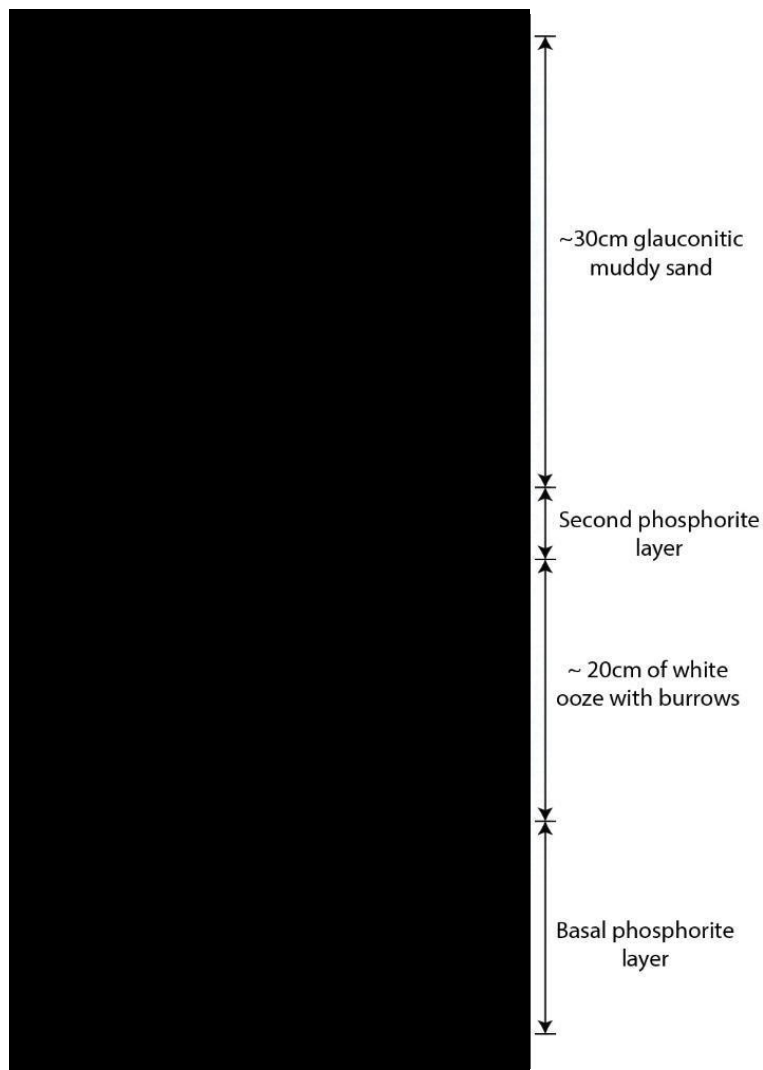 ~30cm glauconitic
muddy sand
Second phosphorite
layer
~ 20cm of white
ooze with burrows
Basal phosphorite
layer